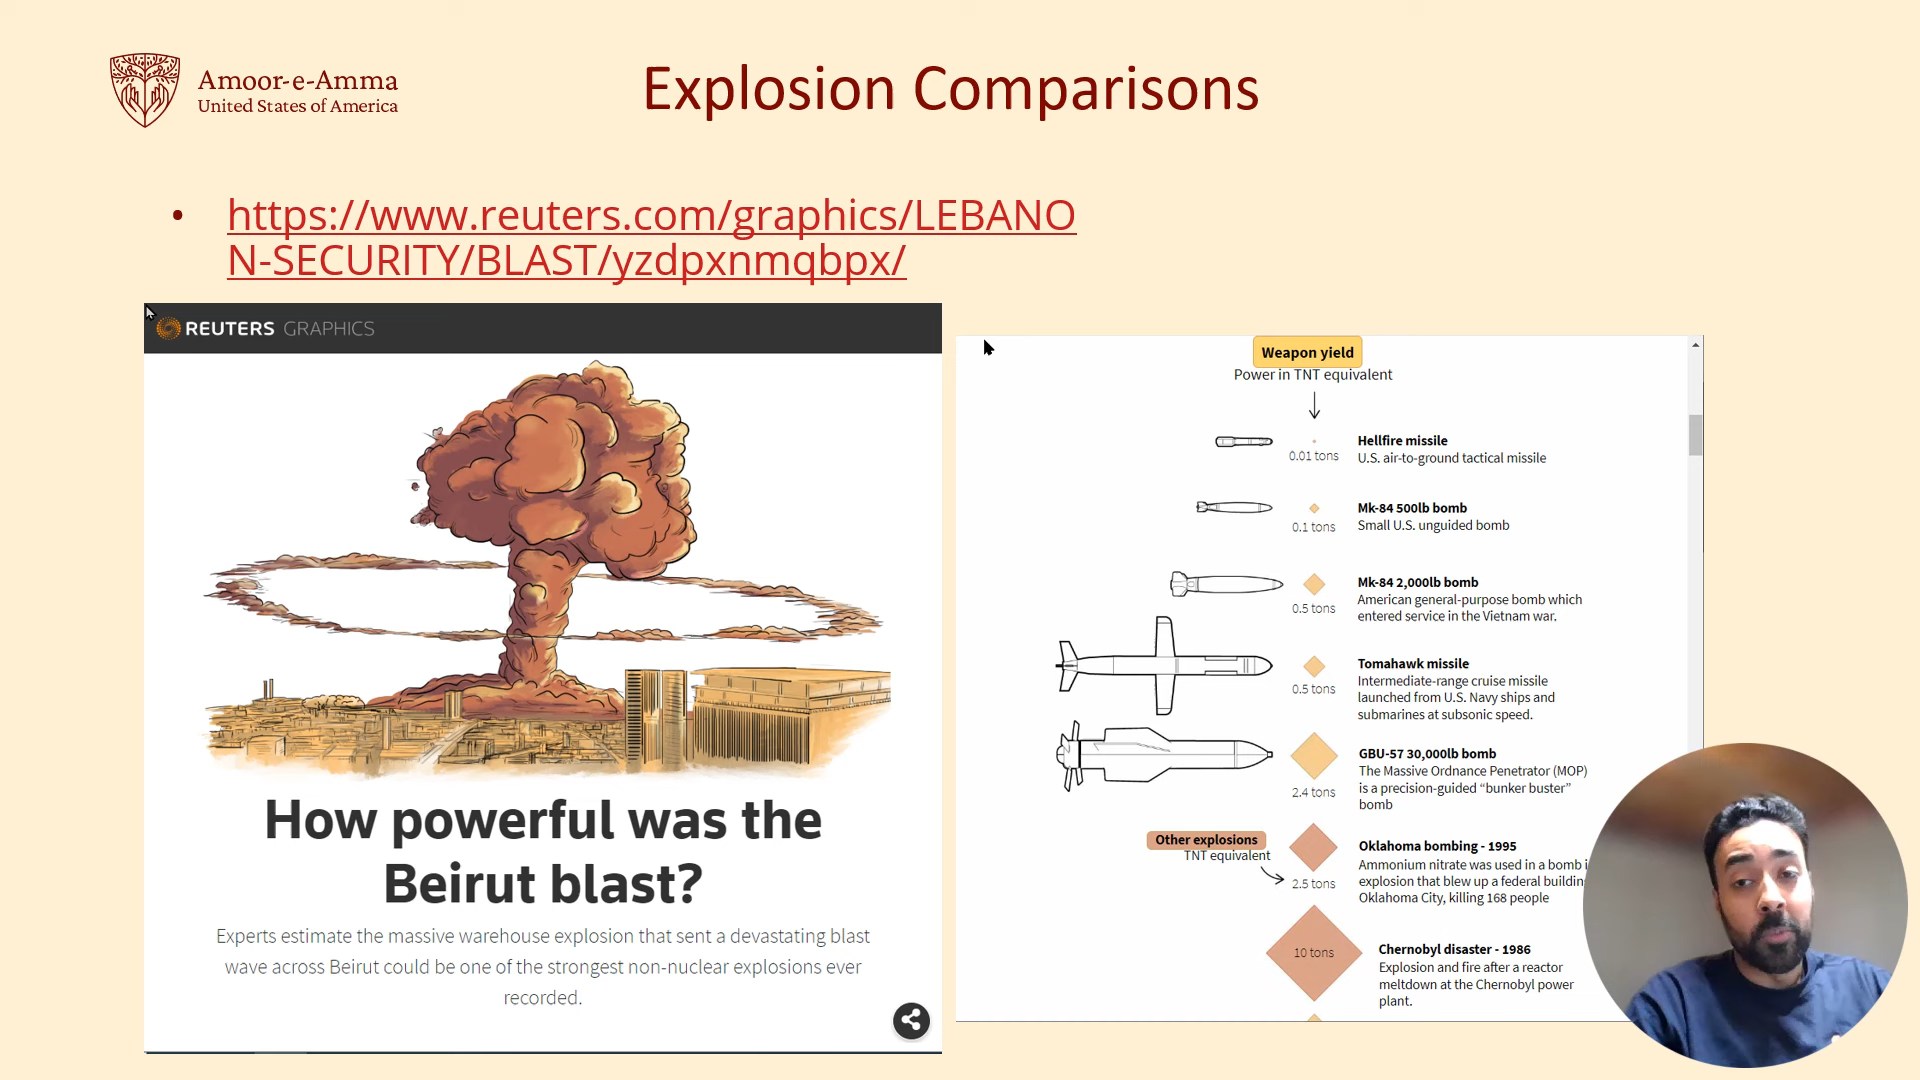 Amoor-e-Amma
United States of America
Explosion Comparisons
• https://www.reuters.com/graphics/LEBANO
N-SECURITY/BLAST/yzdpxnmqbpx/
REUTERS GRAPHICS
How powerful was the
Beirut blast?
Experts estimate the massive warehouse explosion that sent a devastating blast
wave across Beirut could be one of the strongest non-nuclear explosions ever
recorded.
Weapon yield
Power in TNT equivalent
0.01 tons
Hellfire missile
U.S. air-to-ground tactical missile
0.1 tons
Mk-84 500lb bomb
Small U.S. unguided bomb
0.5 tons
Mk-84 2,000lb bomb
American general-purpose bomb which
entered service in the Vietnam war.
0.5 tons
Tomahawk missile
Intermediate-range cruise missile
launched from U.S. Navy ships and
submarines at subsonic speed.
2.4 tons
GBU-57 30,000lb bomb
The Massive Ordnance Penetrator (MOP)
is a precision-guided “bunker buster”
bomb
Other explosions
TNT equivalent
2.5 tons
Oklahoma bombing - 1995
Ammonium nitrate was used in a bomb
explosion that blew up a federal
Oklahoma City, killing 168 people
10 tons
Chernobyl disaster - 1986
Explosion and fire after a reactor
meltdown at the Chernobyl power
plant.